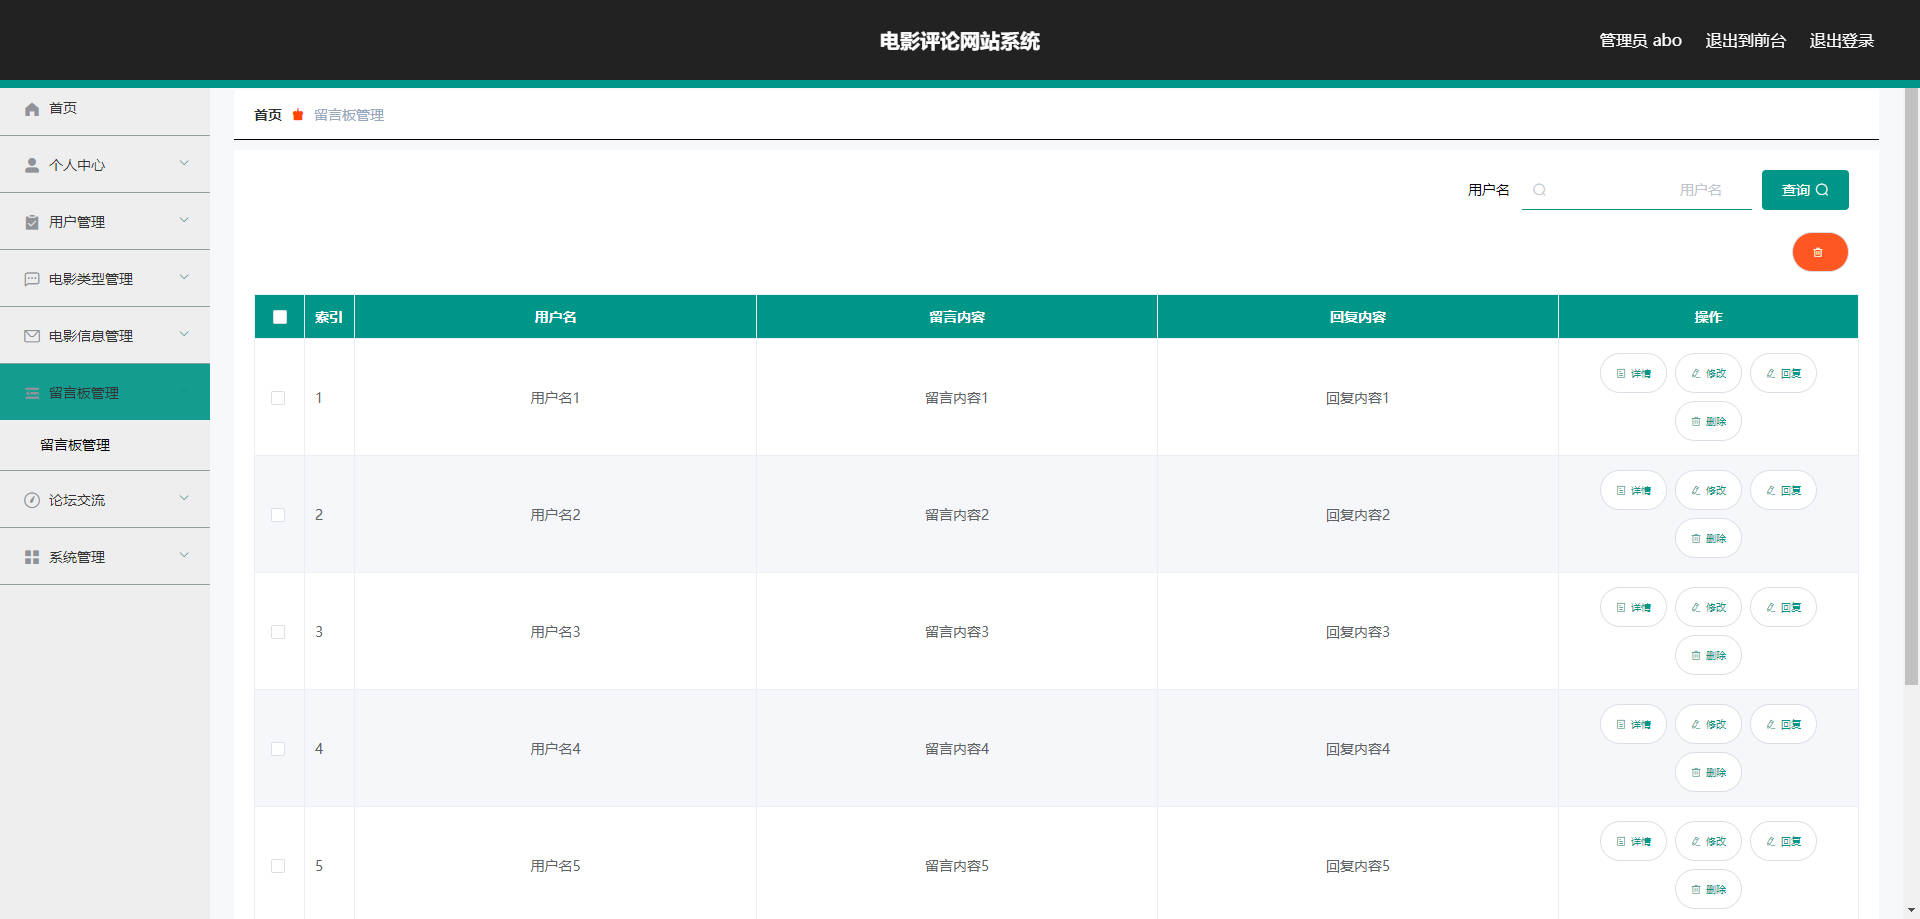 电影评论网站系统
管理员 abo 退出到前台 退出登录
首页
个人中心
用户管理
电影类型管理
电影信息管理
留言板管理
留言板管理
论坛交流
系统管理
首页 留言板管理
用户名 用户名 查询
索引 用户名 留言内容 回复内容 操作
1 用户名1 留言内容1 回复内容1 详情 修改 回复
删除
2 用户名2 留言内容2 回复内容2 详情 修改 回复
删除
3 用户名3 留言内容3 回复内容3 详情 修改 回复
删除
4 用户名4 留言内容4 回复内容4 详情 修改 回复
删除
5 用户名5 留言内容5 回复内容5 详情 修改 回复
删除